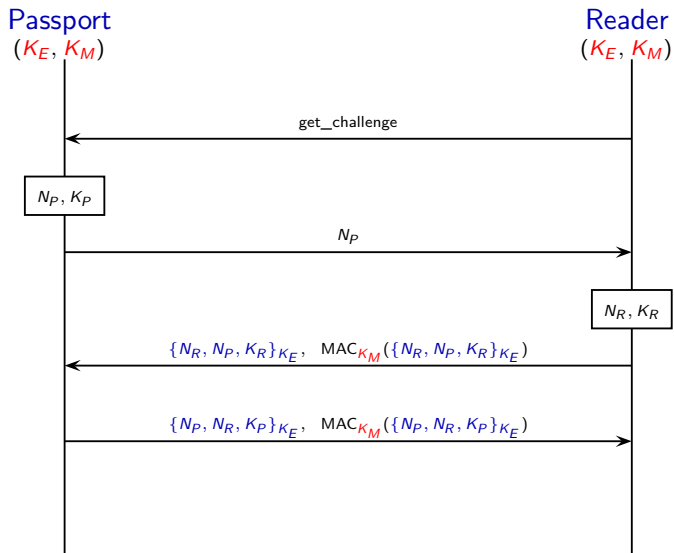 Passport Reader
(K_E, K_M) (K_E, K_M)
get_challenge
N_P, K_P
N_P
N_R, K_R
{N_R, N_P, K_R}_{K_E}, MAC_{K_M}({N_R, N_P, K_R}_{K_E})
{N_P, N_R, K_P}_{K_E}, MAC_{K_M}({N_P, N_R, K_P}_{K_E})